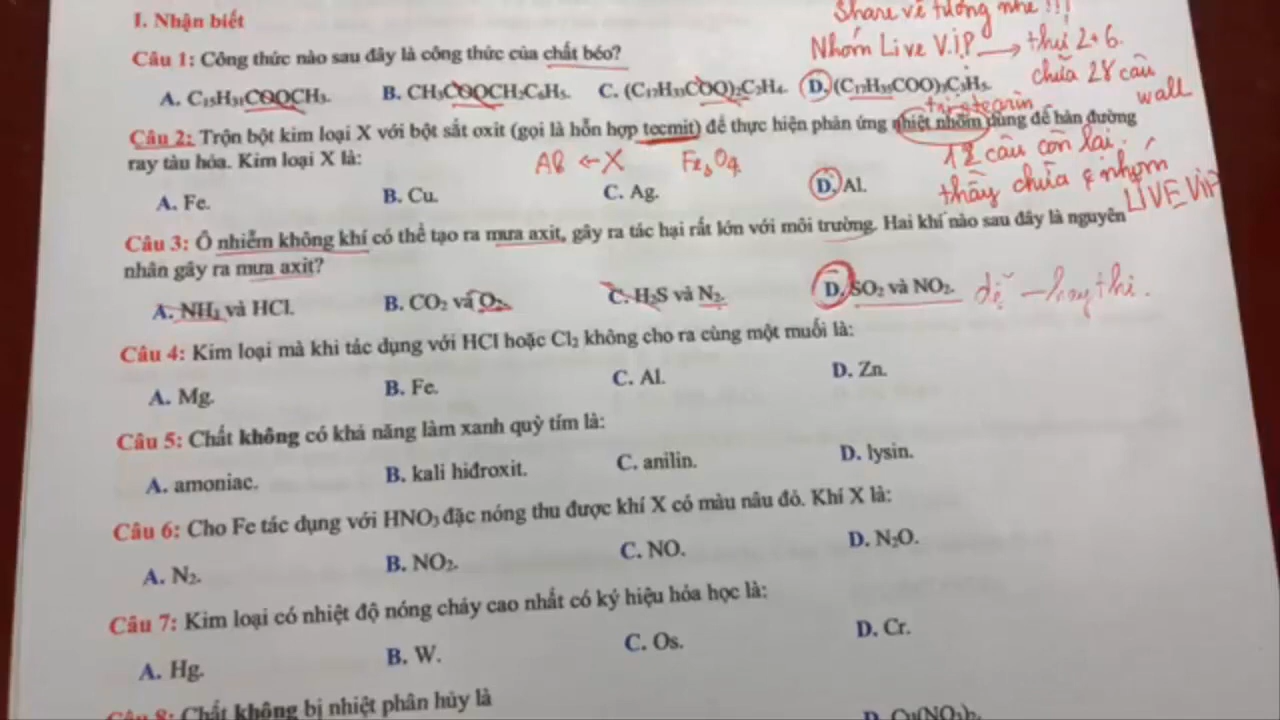 I. Nhận biết
Share về tường nhé !!!
Câu 1: Công thức nào sau đây là công thức của chất béo?
Nhóm Live V.I.P → thứ 2+6.
A. C₁₅H₃₁COOCH₃. B. CH₃COOCH₂C₆H₅. C. (C₁₇H₃₃COO)₂C₂H₄. D. (C₁₇H₃₅COO)₃C₃H₅.
chữa 28 câu
wall
tristearin
Câu 2: Trộn bột kim loại X với bột sắt oxit (gọi là hỗn hợp tecmit) để thực hiện phản ứng nhiệt nhôm dùng để hàn đường
ray tàu hỏa. Kim loại X là:
Al ← X Fe₃O₄
12 câu còn lại
thầy chữa ở nhóm
LIVE VIP
A. Fe. B. Cu. C. Ag. D. Al.
Câu 3: Ô nhiễm không khí có thể tạo ra mưa axit, gây ra tác hại rất lớn với môi trường. Hai khí nào sau đây là nguyên
nhân gây ra mưa axit?
A. NH₃ và HCl. B. CO₂ và O₂. C. H₂S và N₂. D. SO₂ và NO₂. dễ - hay thi.
Câu 4: Kim loại mà khi tác dụng với HCl hoặc Cl₂ không cho ra cùng một muối là:
A. Mg. B. Fe. C. Al. D. Zn.
Câu 5: Chất không có khả năng làm xanh quỳ tím là:
A. amoniac. B. kali hiđroxit. C. anilin. D. lysin.
Câu 6: Cho Fe tác dụng với HNO₃ đặc nóng thu được khí X có màu nâu đỏ. Khí X là:
A. N₂. B. NO₂. C. NO. D. N₂O.
Câu 7: Kim loại có nhiệt độ nóng chảy cao nhất có ký hiệu hóa học là:
A. Hg. B. W. C. Os. D. Cr.
Câu 8: Chất không bị nhiệt phân hủy là
D. Cu(NO₃)₂.